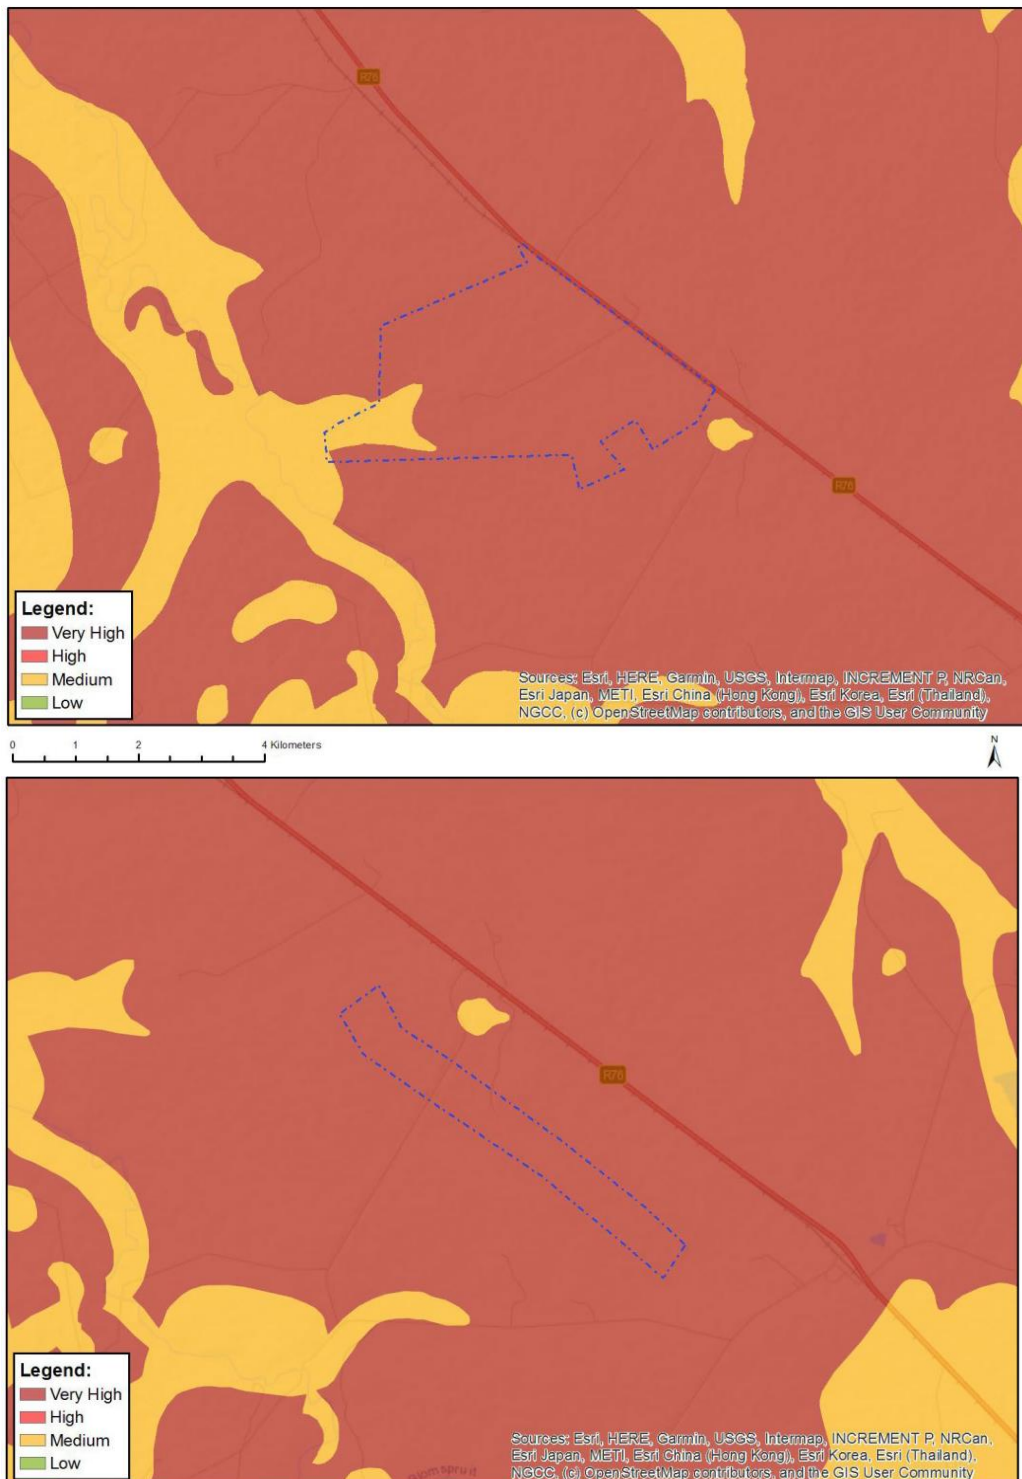 R76
R76
Legend:
Very High
High
Medium
Low
Sources: Esri, HERE, Garmin, USGS, Intermap, INCREMENT P, NRCan,
Esri Japan, METI, Esri China (Hong Kong), Esri Korea, Esri (Thailand),
NGCC, (c) OpenStreetMap contributors, and the GIS User Community
0 1 2 4 Kilometers
N
R76
Legend:
Very High
High
Medium
Low
Sources: Esri, HERE, Garmin, USGS, Intermap, INCREMENT P, NRCan,
Esri Japan, METI, Esri China (Hong Kong), Esri Korea, Esri (Thailand),
NGCC, (c) OpenStreetMap contributors, and the GIS User Community